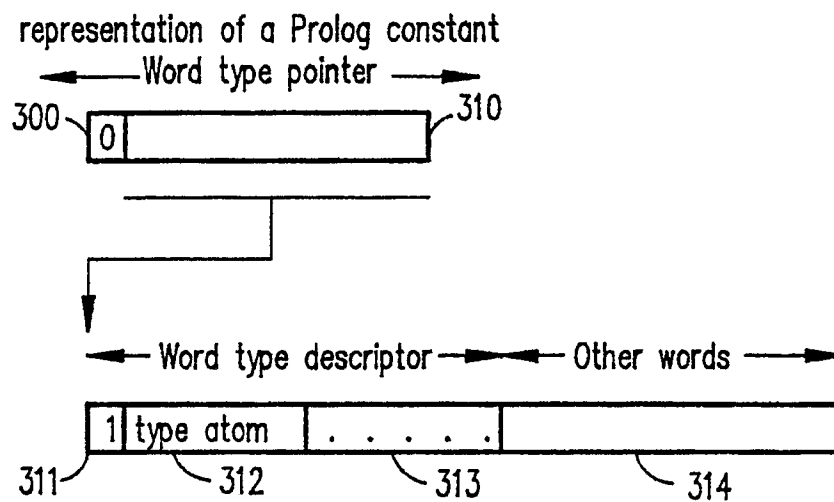 representation of a Prolog constant
Word type pointer
300 0 310
Word type descriptor Other words
1 type atom . . . . .
311 312 313 314